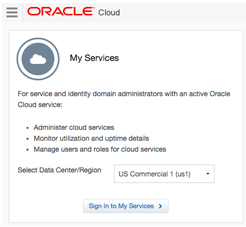 ORACLE Cloud
My Services
For service and identity domain administrators with an active Oracle
Cloud service:
• Administer cloud services
• Monitor utilization and uptime details
• Manage users and roles for cloud services
Select Data Center/Region
US Commercial 1 (us1)
Sign In to My Services